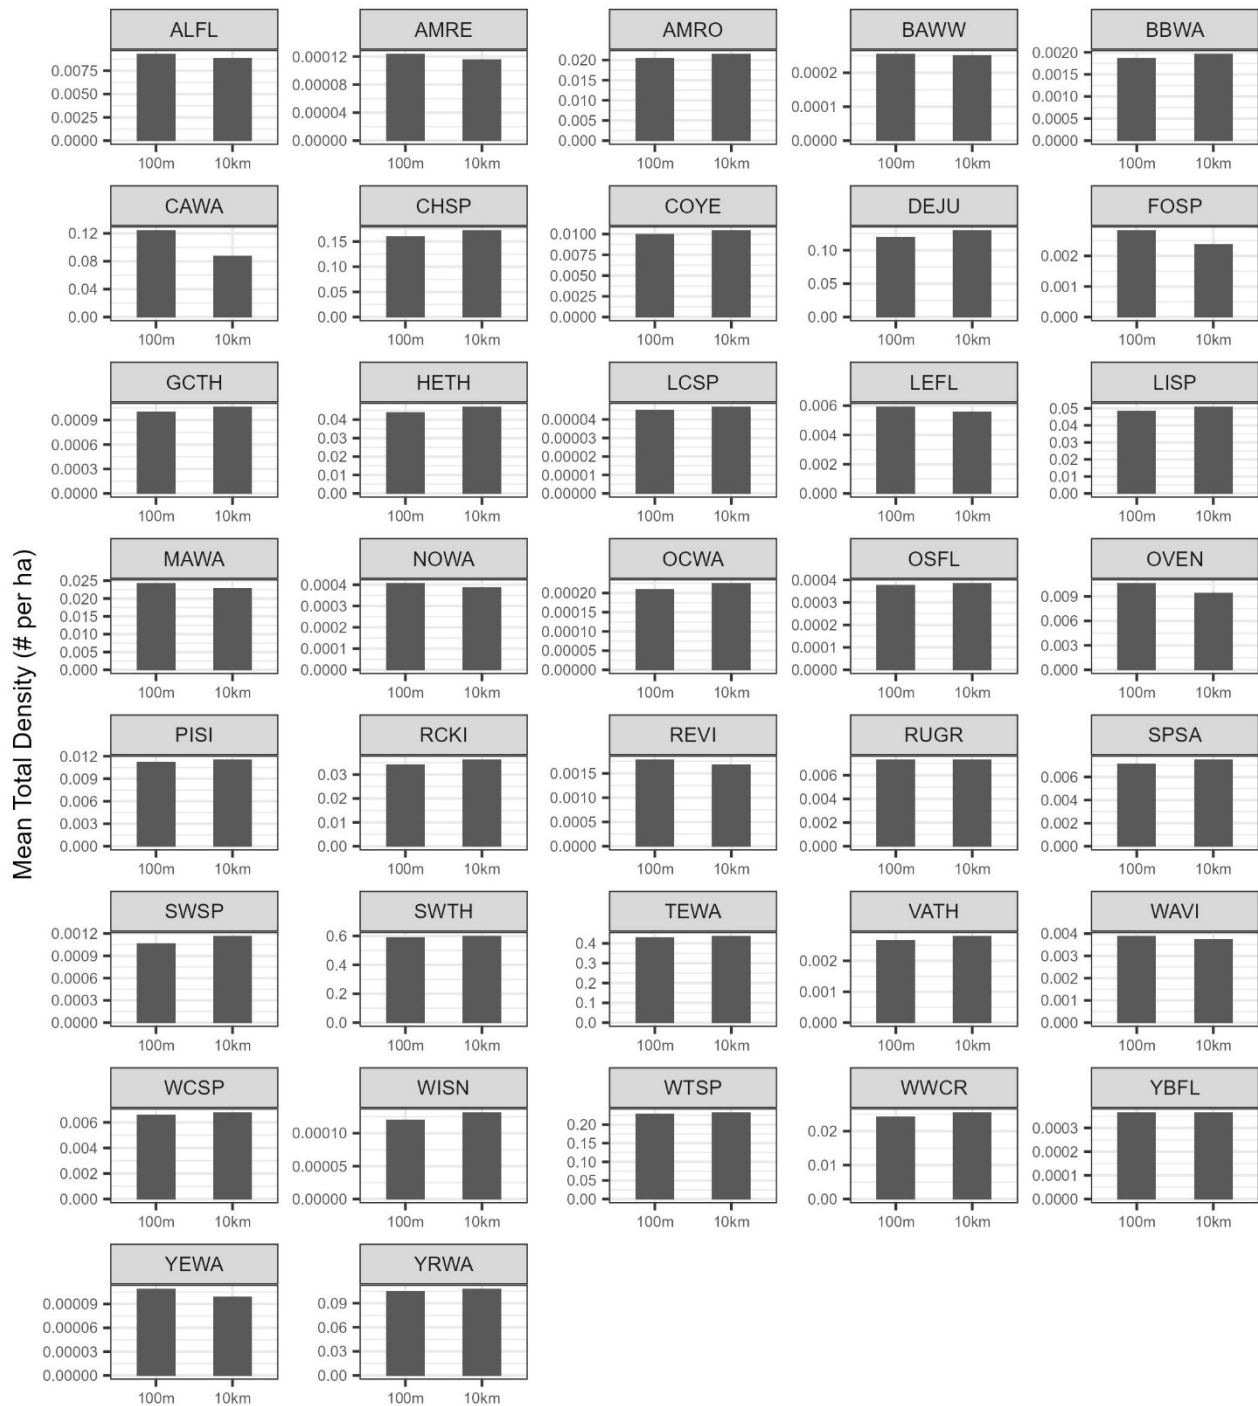 Mean Total Density (# per ha)
ALFL AMRE AMRO BAWW BBWA
0.0075 0.00012 0.020 0.0002 0.0020
0.0050 0.00008 0.015 0.0001 0.0015
0.0025 0.00004 0.010 0.0000 0.0010
0.0000 0.00000 0.005 0.0005
0.000 0.0000
100m 10km 100m 10km 100m 10km 100m 10km 100m 10km
CAWA CHSP COYE DEJU FOSP
0.12 0.15 0.0100 0.10 0.002
0.08 0.10 0.0075 0.05 0.001
0.04 0.05 0.0050 0.00 0.000
0.00 0.00 0.0025
0.0000
100m 10km 100m 10km 100m 10km 100m 10km 100m 10km
GCTH HETH LCSP LEFL LISP
0.0009 0.04 0.00004 0.006 0.05
0.0006 0.03 0.00003 0.004 0.04
0.0003 0.02 0.00002 0.002 0.03
0.0000 0.01 0.00001 0.000 0.02
0.00 0.00000 0.01
0.00
100m 10km 100m 10km 100m 10km 100m 10km 100m 10km
MAWA NOWA OCWA OSFL OVEN
0.025 0.0004 0.00020 0.0004 0.009
0.020 0.0003 0.00015 0.0003 0.006
0.015 0.0002 0.00010 0.0002 0.003
0.010 0.0001 0.00005 0.0001 0.000
0.005 0.0000 0.00000 0.0000
0.000
100m 10km 100m 10km 100m 10km 100m 10km 100m 10km
PISI RCKI REVI RUGR SPSA
0.012 0.03 0.0015 0.006 0.006
0.009 0.02 0.0010 0.004 0.004
0.006 0.01 0.0005 0.002 0.002
0.003 0.00 0.0000 0.000 0.000
0.000
100m 10km 100m 10km 100m 10km 100m 10km 100m 10km
SWSP SWTH TEWA VATH WAVI
0.0012 0.6 0.4 0.002 0.004
0.0009 0.4 0.3 0.001 0.003
0.0006 0.2 0.2 0.000 0.002
0.0003 0.0 0.1 0.001
0.0000 0.0 0.000
100m 10km 100m 10km 100m 10km 100m 10km 100m 10km
WCSP WISN WTSP WWCR YBFL
0.006 0.00010 0.20 0.02 0.0003
0.004 0.00005 0.15 0.01 0.0002
0.002 0.00000 0.10 0.00 0.0001
0.000 0.05 0.0000
0.00
100m 10km 100m 10km 100m 10km 100m 10km 100m 10km
YEWA YRWA
0.00009 0.09
0.00006 0.06
0.00003 0.03
0.00000 0.00
100m 10km 100m 10km